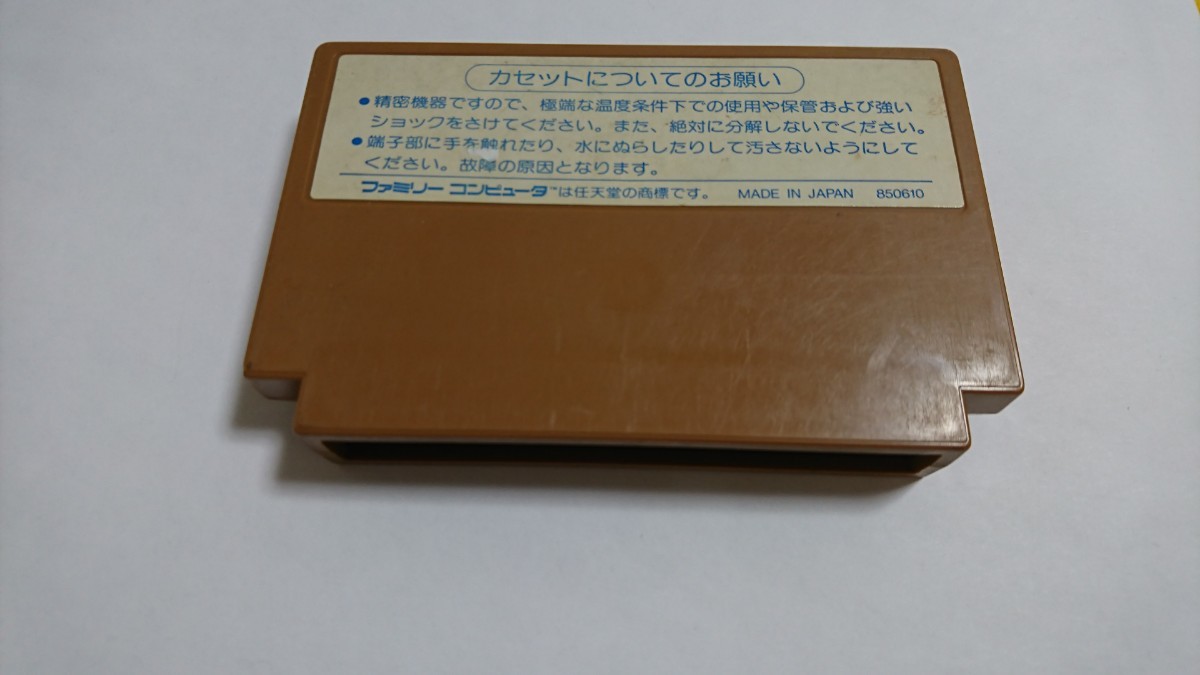 カセットについてのお願い
●精密機器ですので、極端な温度条件下での使用や保管および強い
ショックをさけてください。また、絶対に分解しないでください。
●端子部に手を触れたり、水にぬらしたりして汚さないようにして
ください。故障の原因となります。
ファミリー コンピュータ™は任天堂の商標です。 MADE IN JAPAN 850610